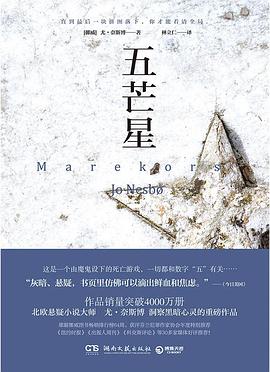 直到最后一块拼图落下，你才能看清全局
[挪威] 尤·奈斯博——著 林立仁——译
五芒星
Marekors
Jo Nesbø
这是一个由魔鬼设下的死亡游戏，一切都和数字“五”有关……
“灰暗、悬疑，书页里仿佛可以滴出鲜血和焦虑。”
——《今日新闻》
作品销量突破4000万册
北欧悬疑小说大师 尤·奈斯博 洞察黑暗心灵的重磅作品
湖南文艺出版社
博集天卷